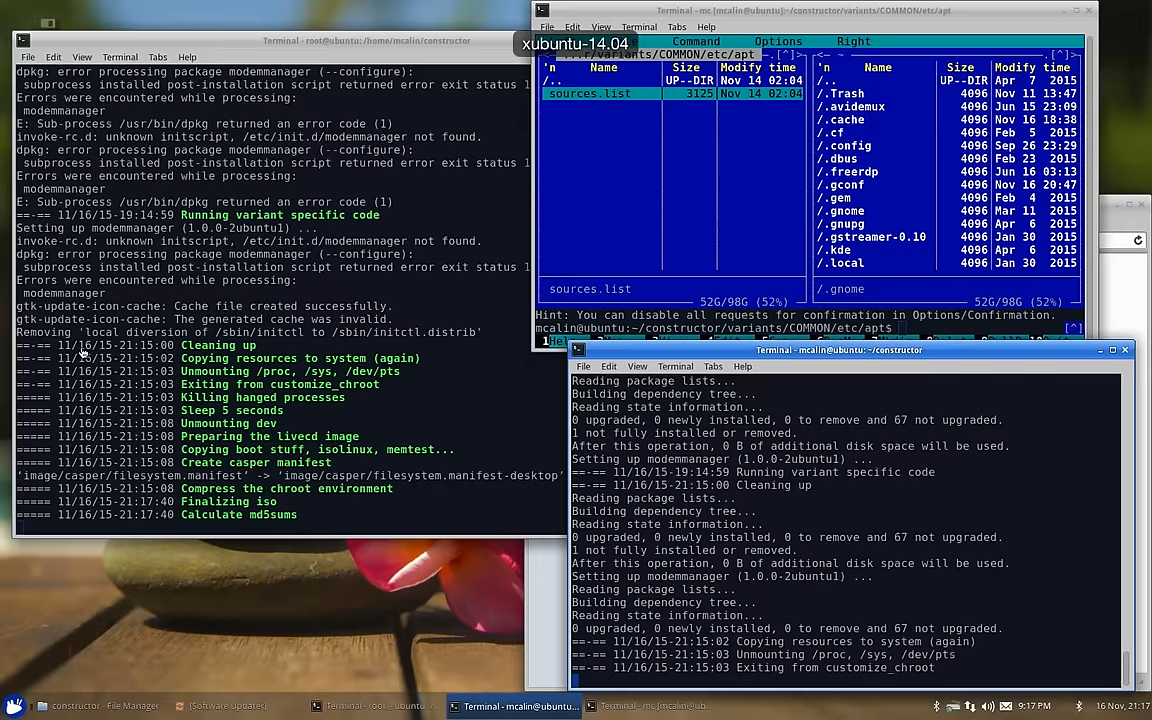 Terminal - root@ubuntu: /home/mcalin/constructor
File Edit View Terminal Tabs Help
dpkg: error processing package modemmanager (--configure):
subprocess installed post-installation script returned error exit status 1
Errors were encountered while processing:
modemmanager
E: Sub-process /usr/bin/dpkg returned an error code (1)
invoke-rc.d: unknown initscript, /etc/init.d/modemmanager not found.
dpkg: error processing package modemmanager (--configure):
subprocess installed post-installation script returned error exit status 1
Errors were encountered while processing:
modemmanager
E: Sub-process /usr/bin/dpkg returned an error code (1)
==-== 11/16/15-19:14:59 Running variant specific code
Setting up modemmanager (1.0.0-2ubuntu1) ...
invoke-rc.d: unknown initscript, /etc/init.d/modemmanager not found.
dpkg: error processing package modemmanager (--configure):
subprocess installed post-installation script returned error exit status 1
Errors were encountered while processing:
modemmanager
gtk-update-icon-cache: Cache file created successfully.
gtk-update-icon-cache: The generated cache was invalid.
Removing 'local diversion of /sbin/initctl to /sbin/initctl.distrib'
==-== 11/16/15-21:15:00 Cleaning up
==-== 11/16/15-21:15:02 Copying resources to system (again)
==-== 11/16/15-21:15:03 Unmounting /proc, /sys, /dev/pts
==-== 11/16/15-21:15:03 Exiting from customize_chroot
===== 11/16/15-21:15:03 Killing hanged processes
===== 11/16/15-21:15:03 Sleep 5 seconds
===== 11/16/15-21:15:08 Unmounting dev
===== 11/16/15-21:15:08 Preparing the livecd image
===== 11/16/15-21:15:08 Copying boot stuff, isolinux, memtest...
===== 11/16/15-21:15:08 Create casper manifest
‘image/casper/filesystem.manifest’ -> ‘image/casper/filesystem.manifest-desktop’
===== 11/16/15-21:15:08 Compress the chroot environment
===== 11/16/15-21:17:40 Finalizing iso
===== 11/16/15-21:17:40 Calculate md5sums
Terminal - mc [mcalin@ubuntu]:~/constructor/variants/COMMON/etc/apt
File Edit View Terminal Tabs Help
xubuntu-14.04
Command Options Right
r/variants/COMMON/etc/apt .[^]>
'n Name Size Modify time
/.. UP--DIR Nov 14 02:04
sources.list 3125 Nov 14 02:04
sources.list
52G/98G (52%)
<- ~ .[^]>
'n Name Size Modify time
/.. UP--DIR Apr 7 2015
/.Trash 4096 Nov 11 13:47
/.avidemux 4096 Jun 15 23:09
/.cache 4096 Nov 16 18:38
/.cf 4096 Feb 5 2015
/.config 4096 Sep 26 23:29
/.dbus 4096 Feb 23 2015
/.freerdp 4096 Jun 16 03:13
/.gconf 4096 Nov 16 20:47
/.gem 4096 Feb 4 2015
/.gnome 4096 Mar 11 2015
/.gnupg 4096 Apr 6 2015
/.gstreamer-0.10 4096 Jan 30 2015
/.kde 4096 Apr 6 2015
/.local 4096 Jan 30 2015
/.gnome
52G/98G (52%)
Hint: You can disable all requests for confirmation in Options/Confirmation.
mcalin@ubuntu:~/constructor/variants/COMMON/etc/apt$ [^]
Terminal - mcalin@ubuntu: ~/constructor
File Edit View Terminal Tabs Help
Reading package lists...
Building dependency tree...
Reading state information...
0 upgraded, 0 newly installed, 0 to remove and 67 not upgraded.
1 not fully installed or removed.
After this operation, 0 B of additional disk space will be used.
Setting up modemmanager (1.0.0-2ubuntu1) ...
==-== 11/16/15-19:14:59 Running variant specific code
==-== 11/16/15-21:15:00 Cleaning up
Reading package lists...
Building dependency tree...
Reading state information...
0 upgraded, 0 newly installed, 0 to remove and 67 not upgraded.
1 not fully installed or removed.
After this operation, 0 B of additional disk space will be used.
Setting up modemmanager (1.0.0-2ubuntu1) ...
Reading package lists...
Building dependency tree...
Reading state information...
0 upgraded, 0 newly installed, 0 to remove and 67 not upgraded.
==-== 11/16/15-21:15:02 Copying resources to system (again)
==-== 11/16/15-21:15:03 Unmounting /proc, /sys, /dev/pts
==-== 11/16/15-21:15:03 Exiting from customize_chroot
constructor - File Manager [Software Updater] Terminal - root@ubuntu: /... Terminal - mcalin@ubuntu... Terminal - mc [mcalin@ub... 9:17 PM 16 Nov, 21:17